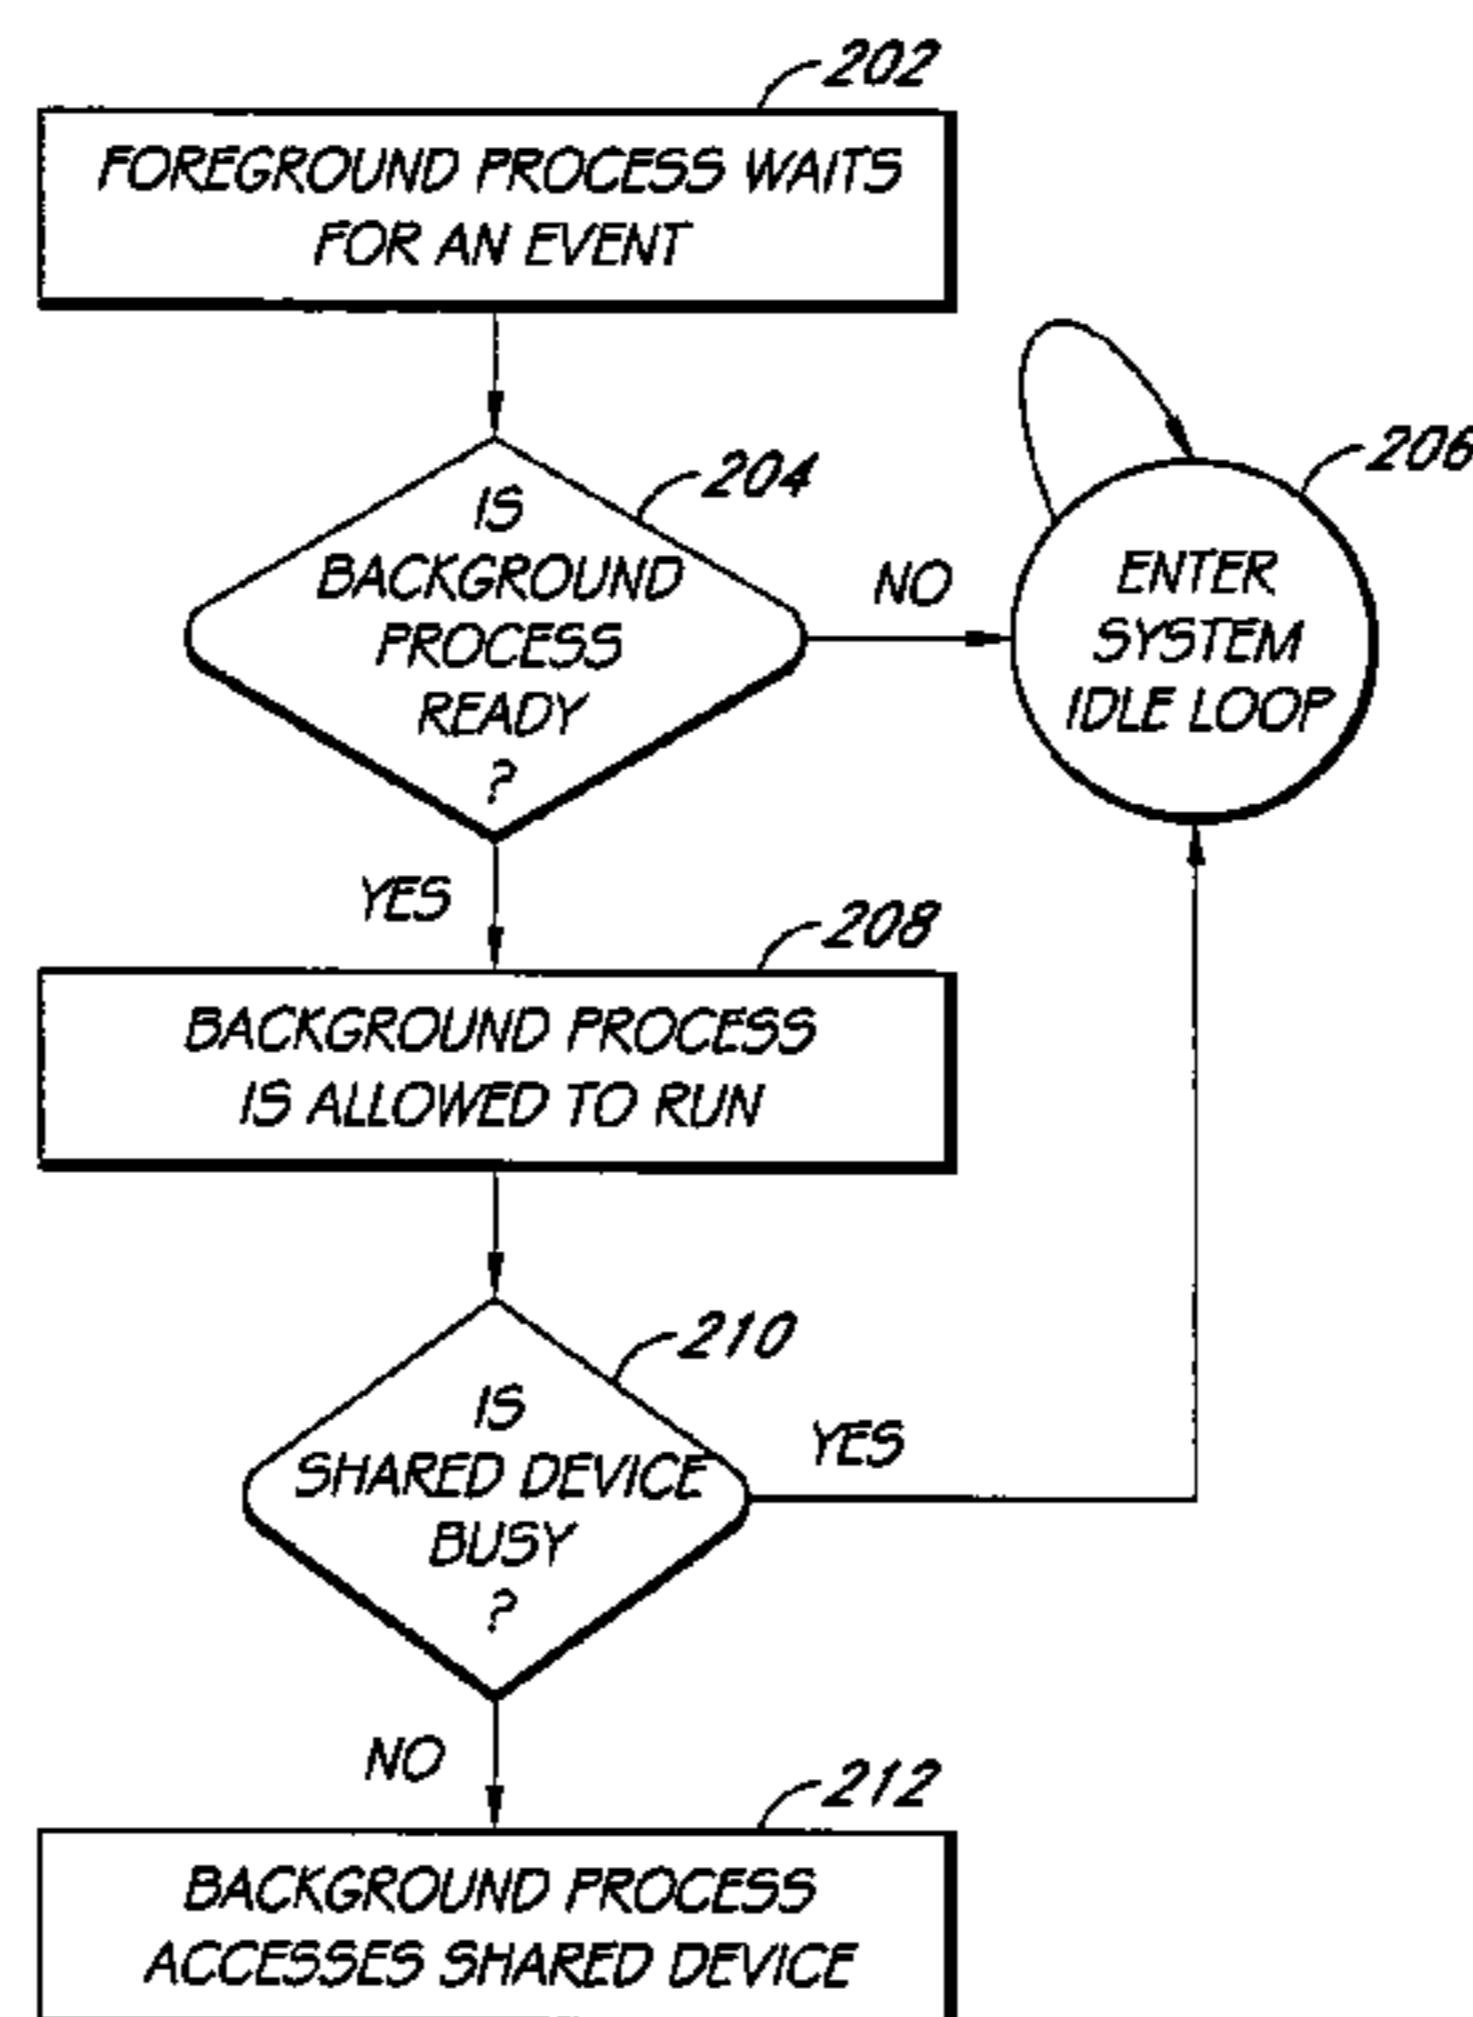 202
FOREGROUND PROCESS WAITS
FOR AN EVENT
204
IS
BACKGROUND
PROCESS
READY
?
NO
206
ENTER
SYSTEM
IDLE LOOP
YES
208
BACKGROUND PROCESS
IS ALLOWED TO RUN
210
IS
SHARED DEVICE
BUSY
?
YES
NO
212
BACKGROUND PROCESS
ACCESSES SHARED DEVICE